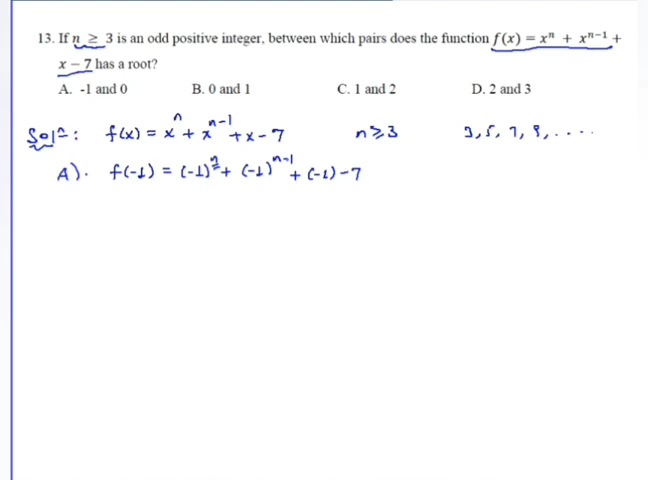 13. If n ≥ 3 is an odd positive integer, between which pairs does the function f(x) = xⁿ + xⁿ⁻¹ +
x − 7 has a root?
A. -1 and 0 B. 0 and 1 C. 1 and 2 D. 2 and 3
Solⁿ: f(x) = xⁿ + xⁿ⁻¹ + x − 7 n ≥ 3 3, 5, 7, 9, . . . .
A). f(-1) = (-1)ⁿ + (-1)ⁿ⁻¹ + (-1) − 7